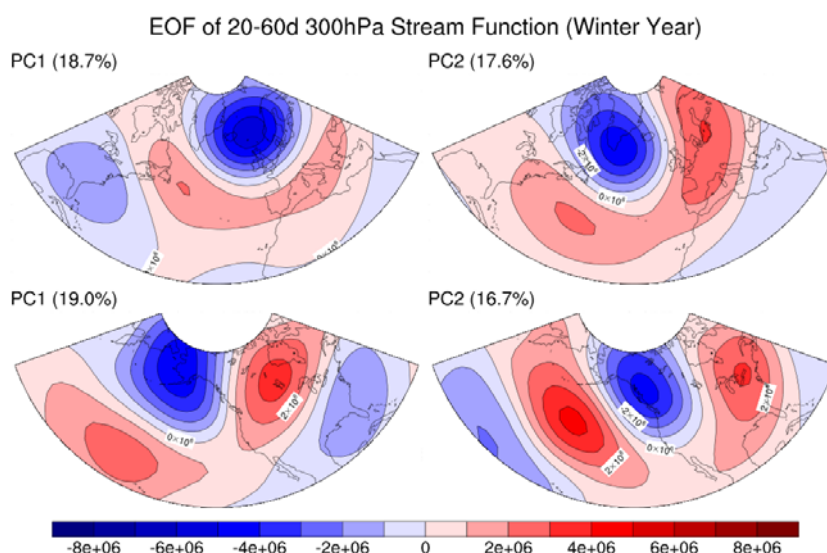 EOF of 20-60d 300hPa Stream Function (Winter Year)
PC1 (18.7%)
PC2 (17.6%)
-2×10⁶
0×10⁶
0×10⁶
PC1 (19.0%)
PC2 (16.7%)
0×10⁶
2×10⁶
2×10⁶
-2×10⁶
0×10⁶
2×10⁶
-8e+06 -6e+06 -4e+06 -2e+06 0 2e+06 4e+06 6e+06 8e+06